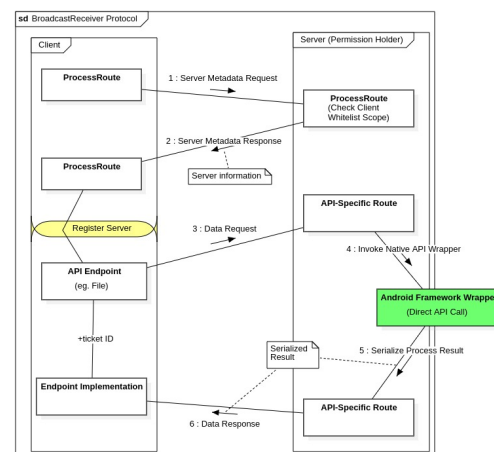 sd BroadcastReceiver Protocol
Client
Server (Permission Holder)
ProcessRoute
1 : Server Metadata Request
ProcessRoute
(Check Client
Whitelist Scope)
2 : Server Metadata Response
ProcessRoute
Server information
API-Specific Route
Register Server
3 : Data Request
4 : Invoke Native API Wrapper
API Endpoint
(eg. File)
Android Framework Wrappe
(Direct API Call)
+ticket ID
Serialized
Result
5 : Serialize Process Result
Endpoint Implementation
API-Specific Route
6 : Data Response